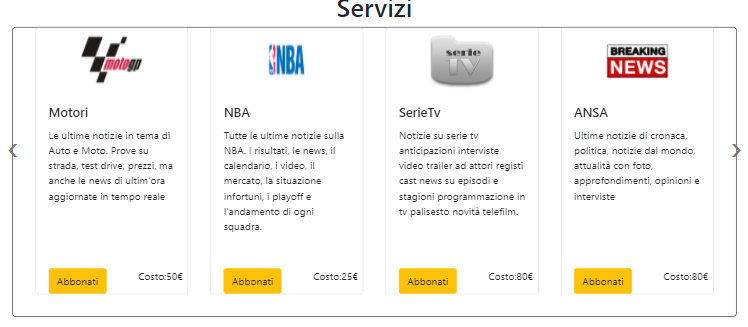 Servizi
motogp
Motori
Le ultime notizie in tema di
Auto e Moto. Prove su
strada, test drive, prezzi, ma
anche le news di ultim'ora
aggiornate in tempo reale
Abbonati
Costo:50€
NBA
NBA
Tutte le ultime notizie sulla
NBA. I risultati, le news, il
calendario, i video, il
mercato, la situazione
infortuni, i playoff e
l'andamento di ogni
squadra.
Abbonati
Costo:25€
serie
TV
SerieTv
Notizie su serie tv
anticipazioni interviste
video trailer ad attori registi
cast news su episodi e
stagioni programmazione in
tv palisesto novità telefilm.
Abbonati
Costo:80€
BREAKING
NEWS
ANSA
Ultime notizie di cronaca,
politica, notizie dal mondo,
attualità con foto,
approfondimenti, opinioni e
interviste
Abbonati
Costo:80€